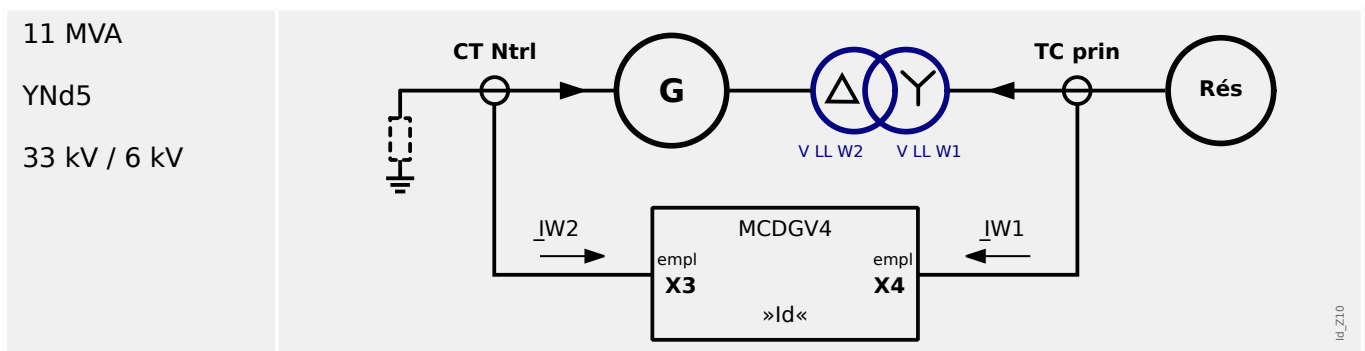 11 MVA
YNd5
33 kV / 6 kV
CT Ntrl
TC prin
G
Rés
V LL W2
V LL W1
_IW2
MCDGV4
_IW1
empl
X3
empl
X4
»Id«
Id_Z10